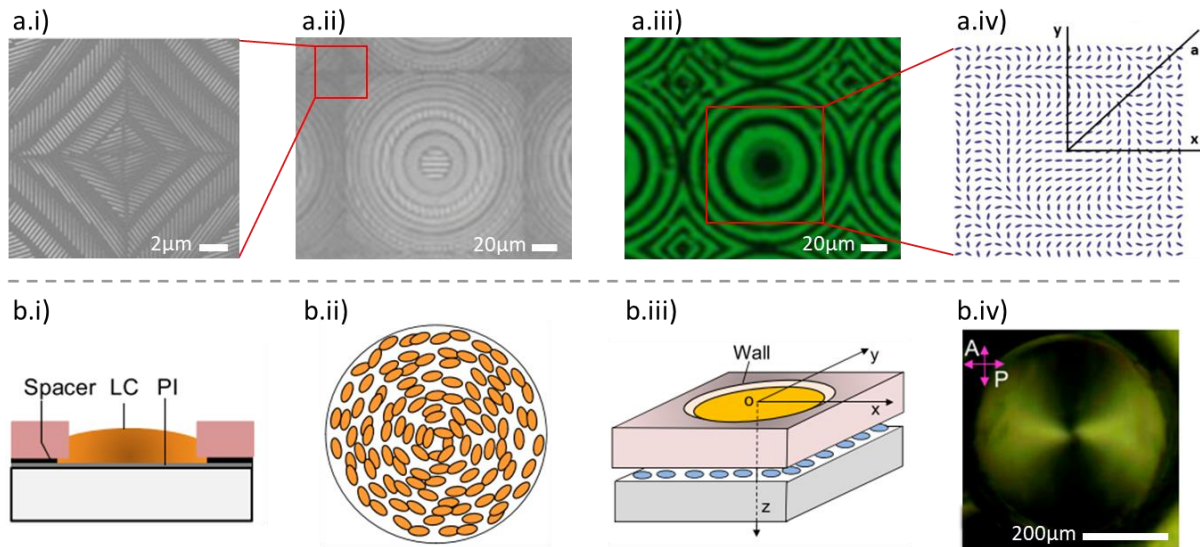 a.i)
a.ii)
a.iii)
a.iv)
2µm
20µm
20µm
y
a
x
b.i)
b.ii)
b.iii)
b.iv)
Spacer LC PI
Wall
y
o
x
z
A
P
200µm